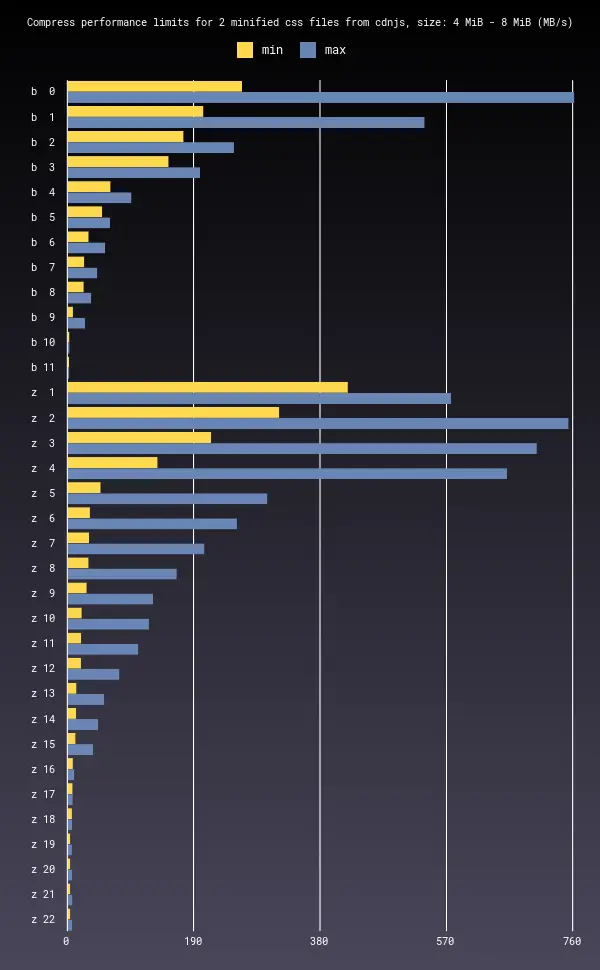 Compress performance limits for 2 minified css files from cdnjs, size: 4 MiB - 8 MiB (MB/s)
min max
b 0
b 1
b 2
b 3
b 4
b 5
b 6
b 7
b 8
b 9
b 10
b 11
z 1
z 2
z 3
z 4
z 5
z 6
z 7
z 8
z 9
z 10
z 11
z 12
z 13
z 14
z 15
z 16
z 17
z 18
z 19
z 20
z 21
z 22
0 190 380 570 760